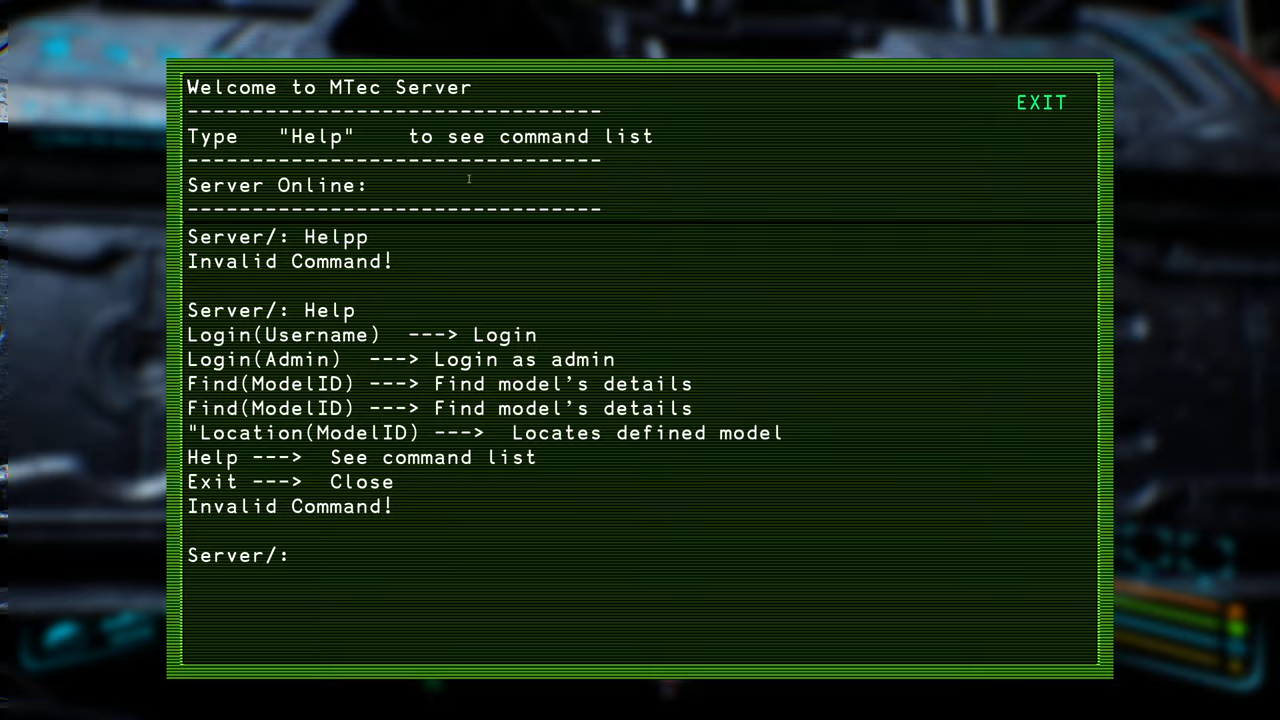 Welcome to MTec Server
EXIT
--------------------------------
Type "Help" to see command list
--------------------------------
Server Online:
--------------------------------
Server/: Helpp
Invalid Command!
Server/: Help
Login(Username) ---> Login
Login(Admin) ---> Login as admin
Find(ModelID) ---> Find model's details
Find(ModelID) ---> Find model's details
"Location(ModelID) ---> Locates defined model
Help ---> See command list
Exit ---> Close
Invalid Command!
Server/: